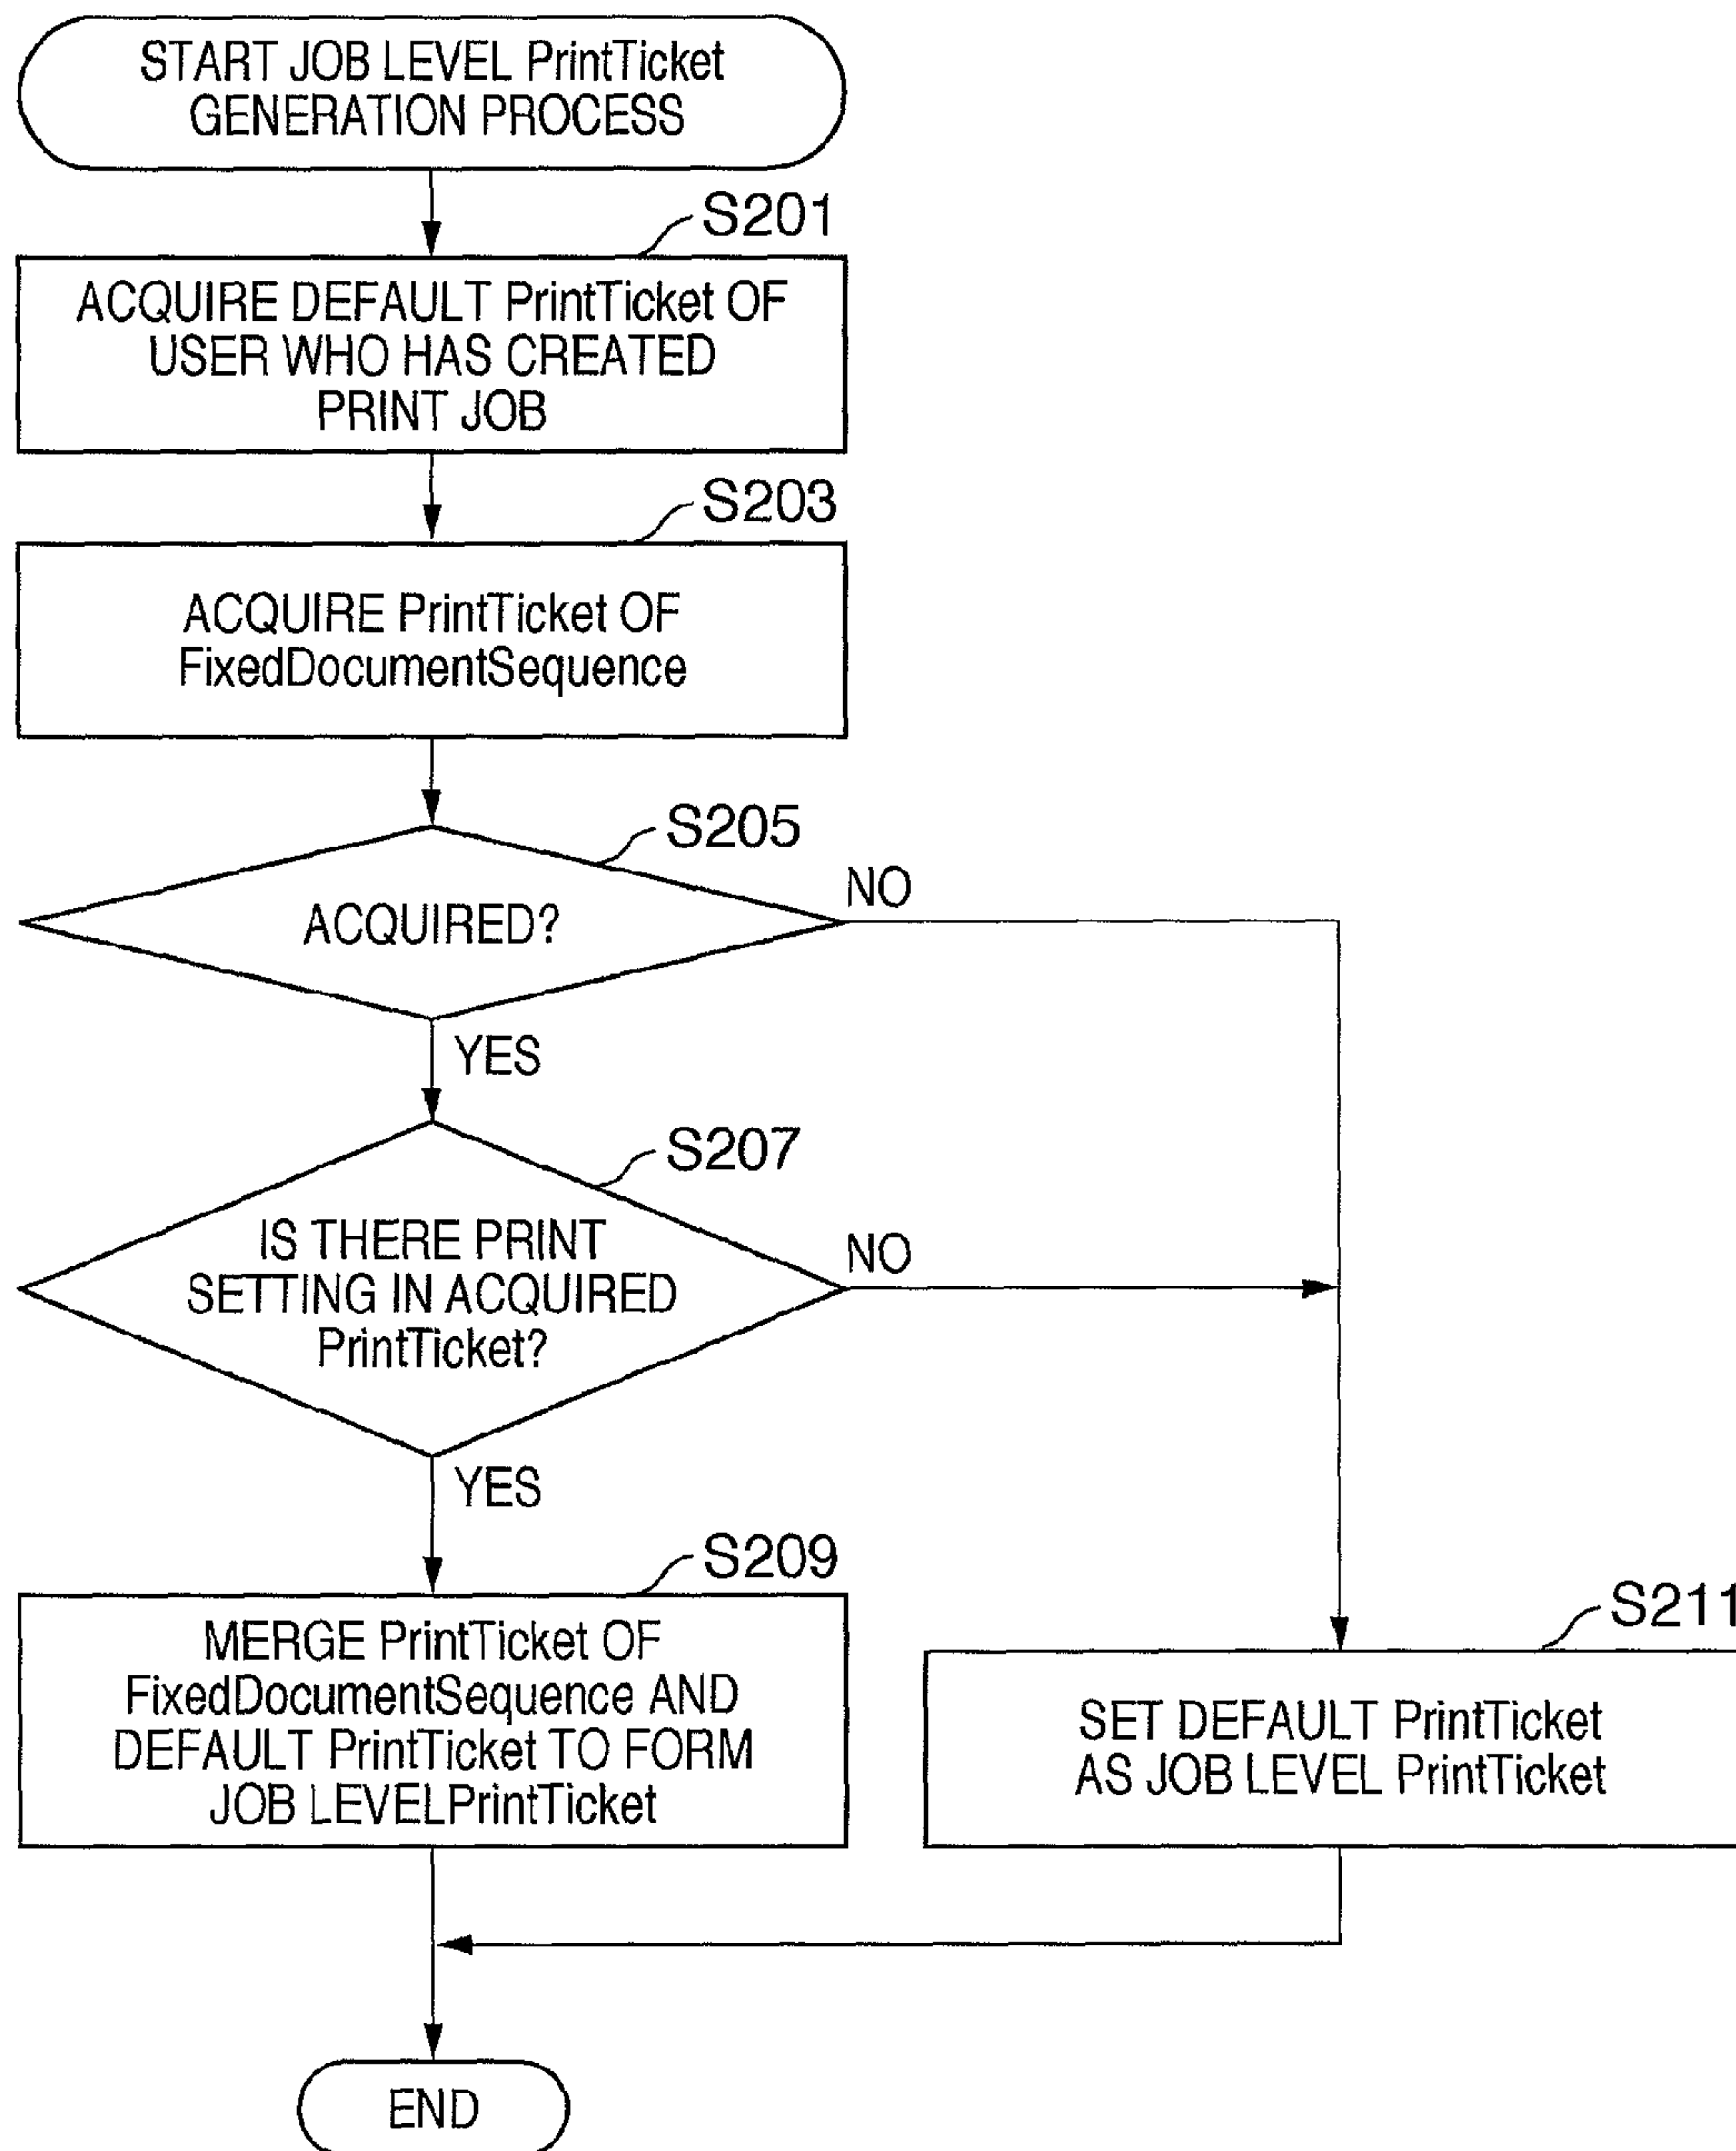 START JOB LEVEL PrintTicket
GENERATION PROCESS
S201
ACQUIRE DEFAULT PrintTicket OF
USER WHO HAS CREATED
PRINT JOB
S203
ACQUIRE PrintTicket OF
FixedDocumentSequence
S205
ACQUIRED?
NO
YES
S207
IS THERE PRINT
SETTING IN ACQUIRED
PrintTicket?
NO
YES
S209
MERGE PrintTicket OF
FixedDocumentSequence AND
DEFAULT PrintTicket TO FORM
JOB LEVELPrintTicket
S211
SET DEFAULT PrintTicket
AS JOB LEVEL PrintTicket
END